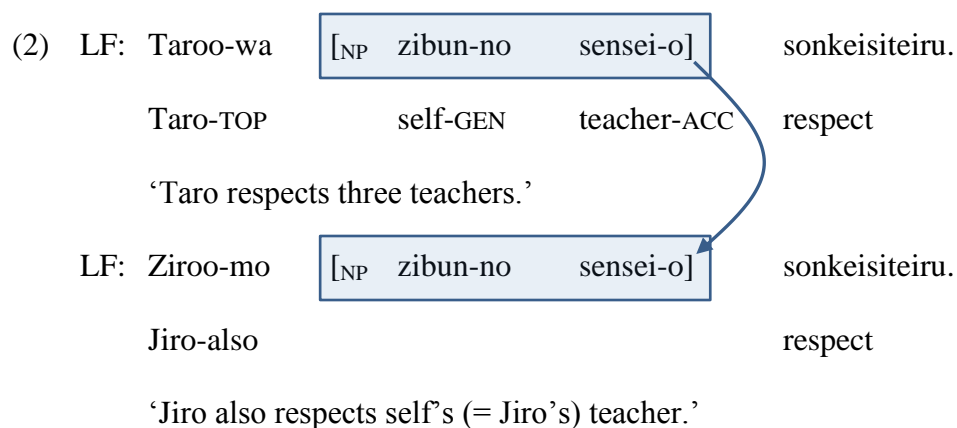 (2) LF: Taroo-wa [NP zibun-no sensei-o] sonkeisiteiru.
Taro-TOP self-GEN teacher-ACC respect
‘Taro respects three teachers.’
LF: Ziroo-mo [NP zibun-no sensei-o] sonkeisiteiru.
Jiro-also respect
‘Jiro also respects self’s (= Jiro’s) teacher.’